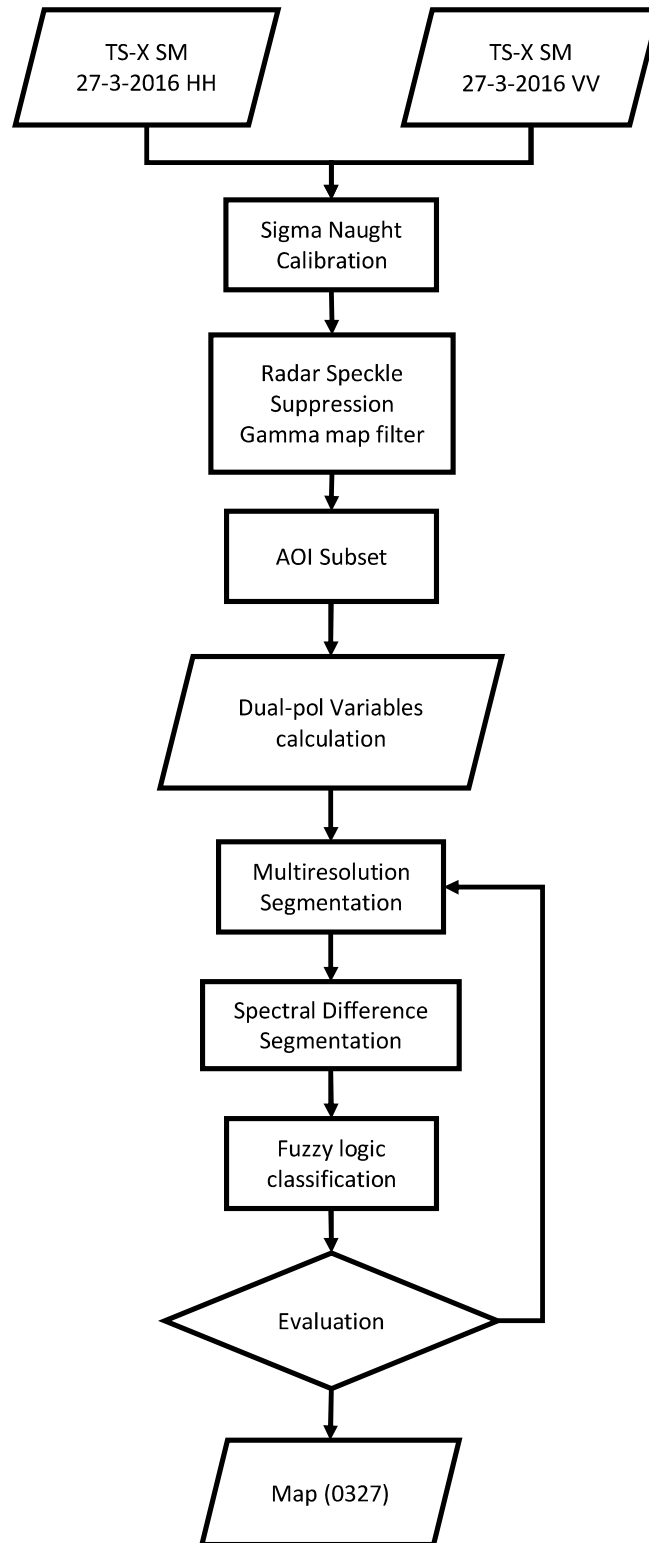 TS-X SM
27-3-2016 HH
TS-X SM
27-3-2016 VV
Sigma Naught
Calibration
Radar Speckle
Suppression
Gamma map filter
AOI Subset
Dual-pol Variables
calculation
Multiresolution
Segmentation
Spectral Difference
Segmentation
Fuzzy logic
classification
Evaluation
Map (0327)